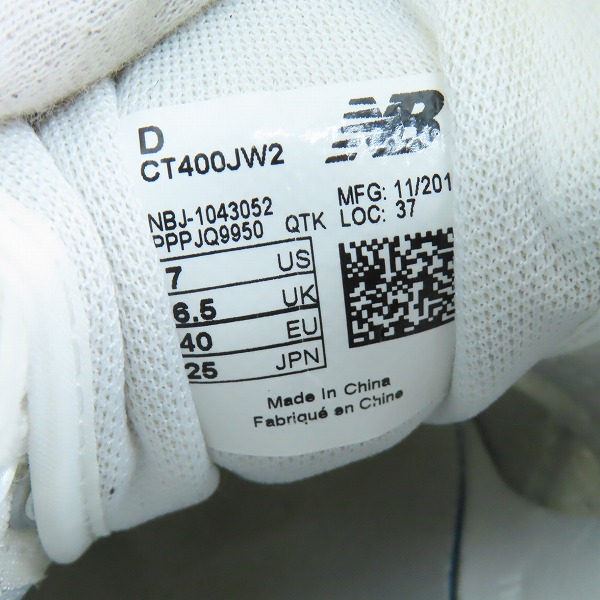 D
CT400JW2
NB
NBJ-1043052
PPPJQ9950 QTK
MFG: 11/201
LOC: 37
7 US
6.5 UK
40 EU
25 JPN
Made In China
Fabriqué en Chine